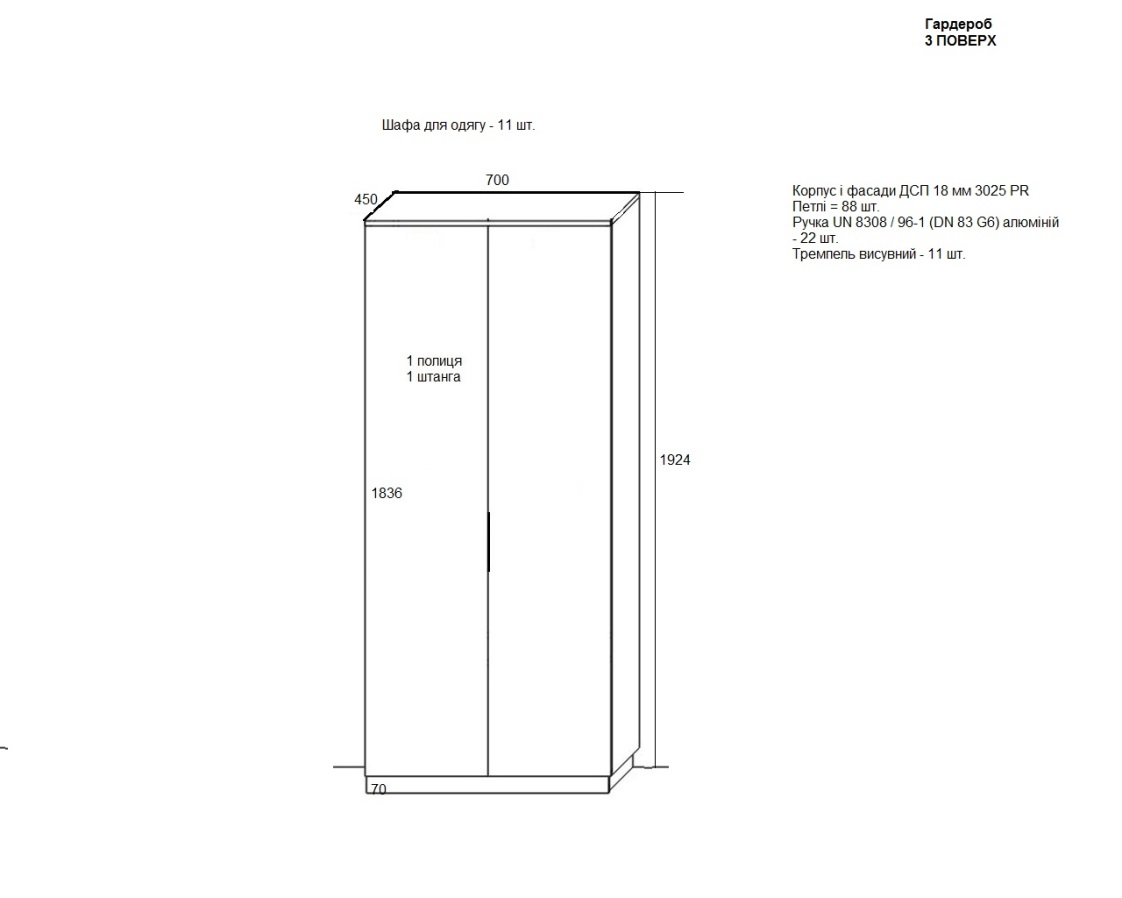 Гардероб
3 ПОВЕРХ
Шафа для одягу - 11 шт.
700
450
Корпус і фасади ДСП 18 мм 3025 PR
Петлі = 88 шт.
Ручка UN 8308 / 96-1 (DN 83 G6) алюміній
- 22 шт.
Тремпель висувний - 11 шт.
1 полиця
1 штанга
1924
1836
70